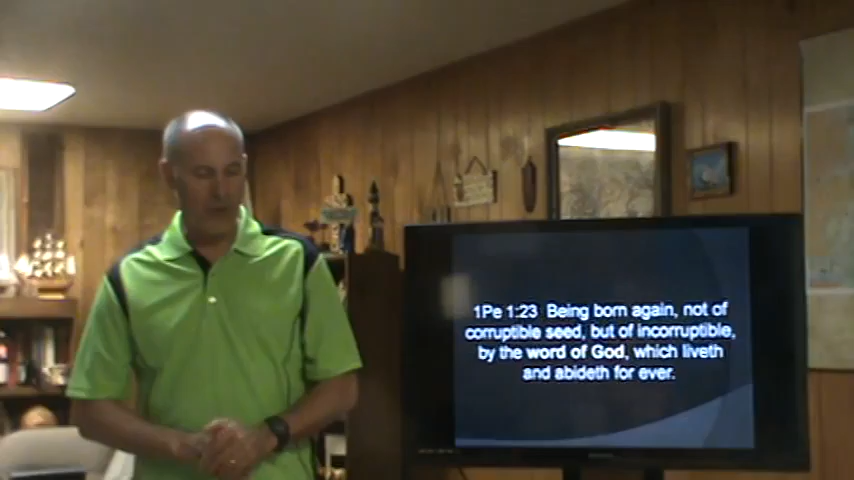 1Pe 1:23 Being born again, not of
corruptible seed, but of incorruptible,
by the word of God, which liveth
and abideth for ever.